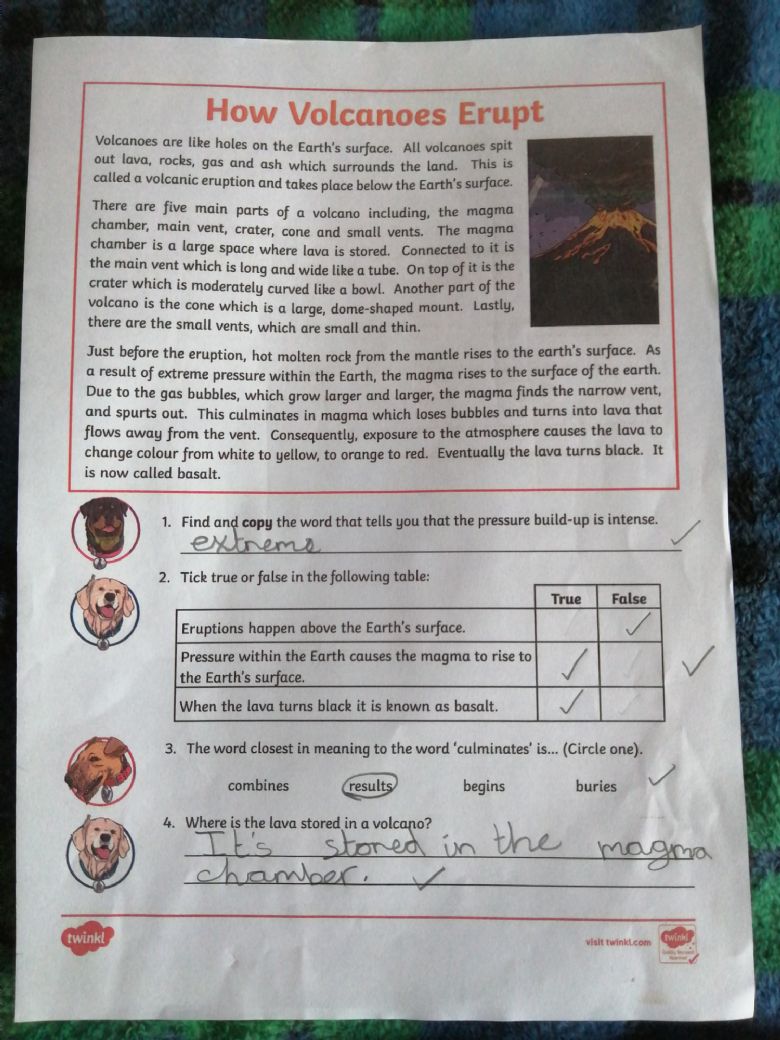 How Volcanoes Erupt
Volcanoes are like holes on the Earth's surface. All volcanoes spit
out lava, rocks, gas and ash which surrounds the land. This is
called a volcanic eruption and takes place below the Earth's surface.
There are five main parts of a volcano including, the magma
chamber, main vent, crater, cone and small vents. The magma
chamber is a large space where lava is stored. Connected to it is
the main vent which is long and wide like a tube. On top of it is the
crater which is moderately curved like a bowl. Another part of the
volcano is the cone which is a large, dome-shaped mount. Lastly,
there are the small vents, which are small and thin.
Just before the eruption, hot molten rock from the mantle rises to the earth's surface. As
a result of extreme pressure within the Earth, the magma rises to the surface of the earth.
Due to the gas bubbles, which grow larger and larger, the magma finds the narrow vent,
and spurts out. This culminates in magma which loses bubbles and turns into lava that
flows away from the vent. Consequently, exposure to the atmosphere causes the lava to
change colour from white to yellow, to orange to red. Eventually the lava turns black. It
is now called basalt.
1. Find and copy the word that tells you that the pressure build-up is intense.
extreme
2. Tick true or false in the following table:
True False
Eruptions happen above the Earth's surface.
Pressure within the Earth causes the magma to rise to
the Earth's surface.
When the lava turns black it is known as basalt.
3. The word closest in meaning to the word 'culminates' is... (Circle one).
combines results begins buries
4. Where is the lava stored in a volcano?
It's stored in the magma
chamber.
twinkl visit twinkl.com twinkl
Quality Standard
Approved